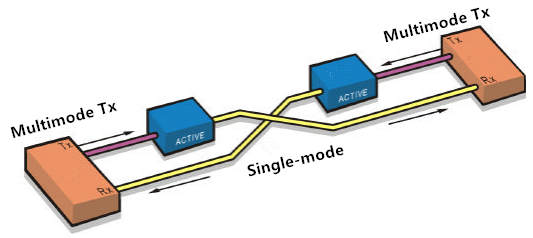 Multimode Tx
Tx
Rx
ACTIVE
Multimode Tx
Tx
ACTIVE
Rx
Single-mode